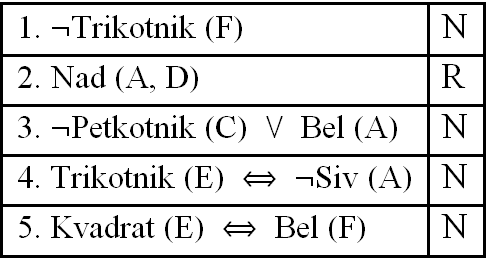 1. ¬Trikotnik (F) N
2. Nad (A, D) R
3. ¬Petkotnik (C) \/ Bel (A) N
4. Trikotnik (E) ⇔ ¬Siv (A) N
5. Kvadrat (E) ⇔ Bel (F) N